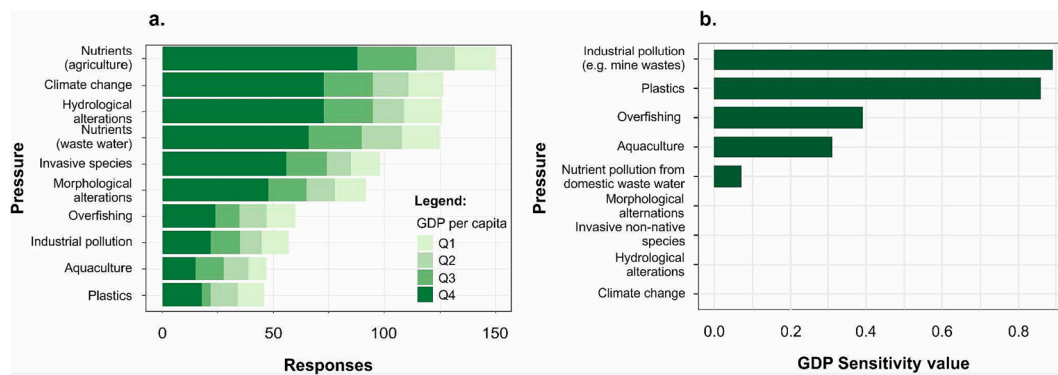 a.
Nutrients
(agriculture)
Climate change
Hydrological
alterations
Nutrients
(waste water)
Invasive species
Morphological
alterations
Overfishing
Industrial pollution
Aquaculture
Plastics
Pressure
Legend:
GDP per capita
Q1
Q2
Q3
Q4
0 50 100 150
Responses
b.
Industrial pollution
(e.g. mine wastes)
Plastics
Overfishing
Aquaculture
Nutrient pollution from
domestic waste water
Morphological
alternations
Invasive non-native
species
Hydrological
alterations
Climate change
Pressure
0.0 0.2 0.4 0.6 0.8
GDP Sensitivity value